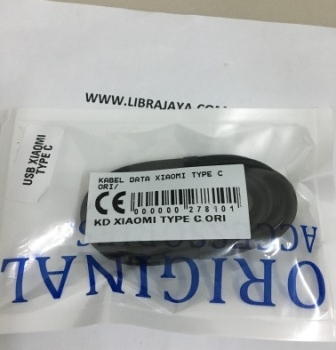 WWW.LIBRAJAYA.CO
USB XIAOMI
TYPE C
KABEL DATA XIAOMI TYPE C
ORI/
CE
000000 278101
KD XIAOMI TYPE C ORI
ORIGINAL